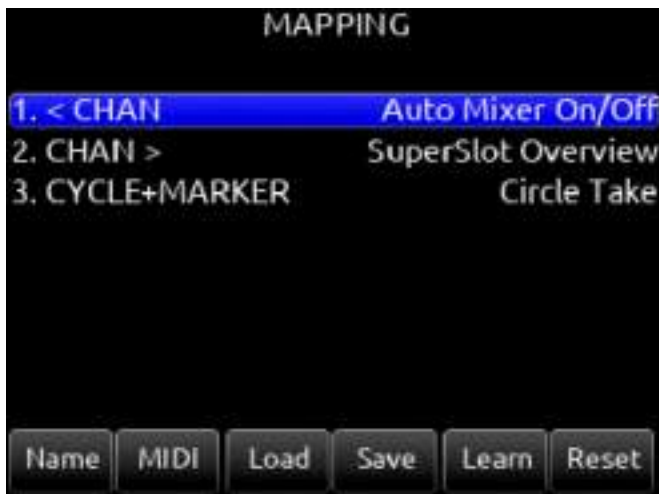 MAPPING
1. < CHAN Auto Mixer On/Off
2. CHAN > SuperSlot Overview
3. CYCLE+MARKER Circle Take
Name MIDI Load Save Learn Reset